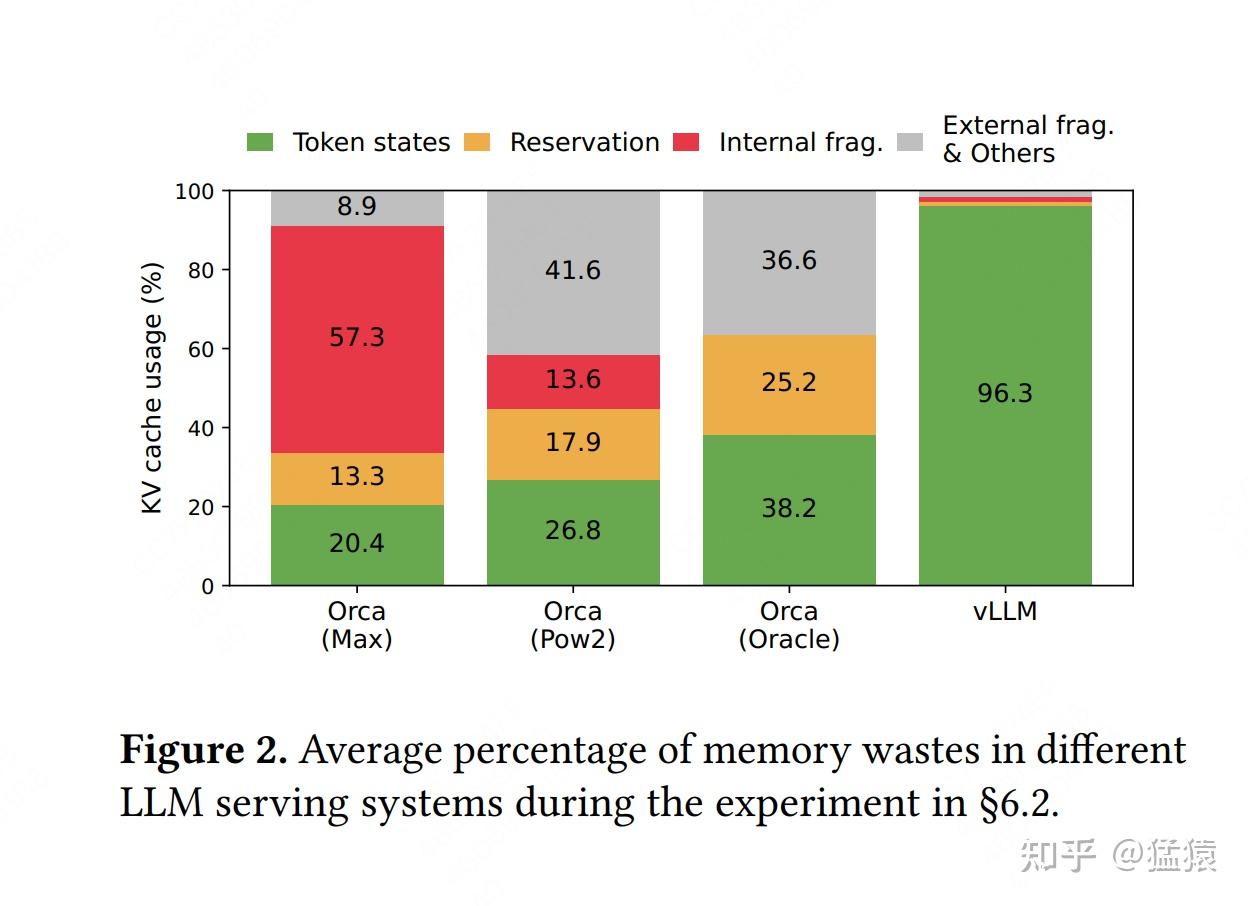 Token states Reservation Internal frag. External frag.
& Others
KV cache usage (%)
100
80
60
40
20
0
8.9
57.3
13.3
20.4
41.6
13.6
17.9
26.8
36.6
25.2
38.2
96.3
Orca
(Max)
Orca
(Pow2)
Orca
(Oracle)
vLLM
Figure 2. Average percentage of memory wastes in different
LLM serving systems during the experiment in §6.2.
知乎 @猛猿